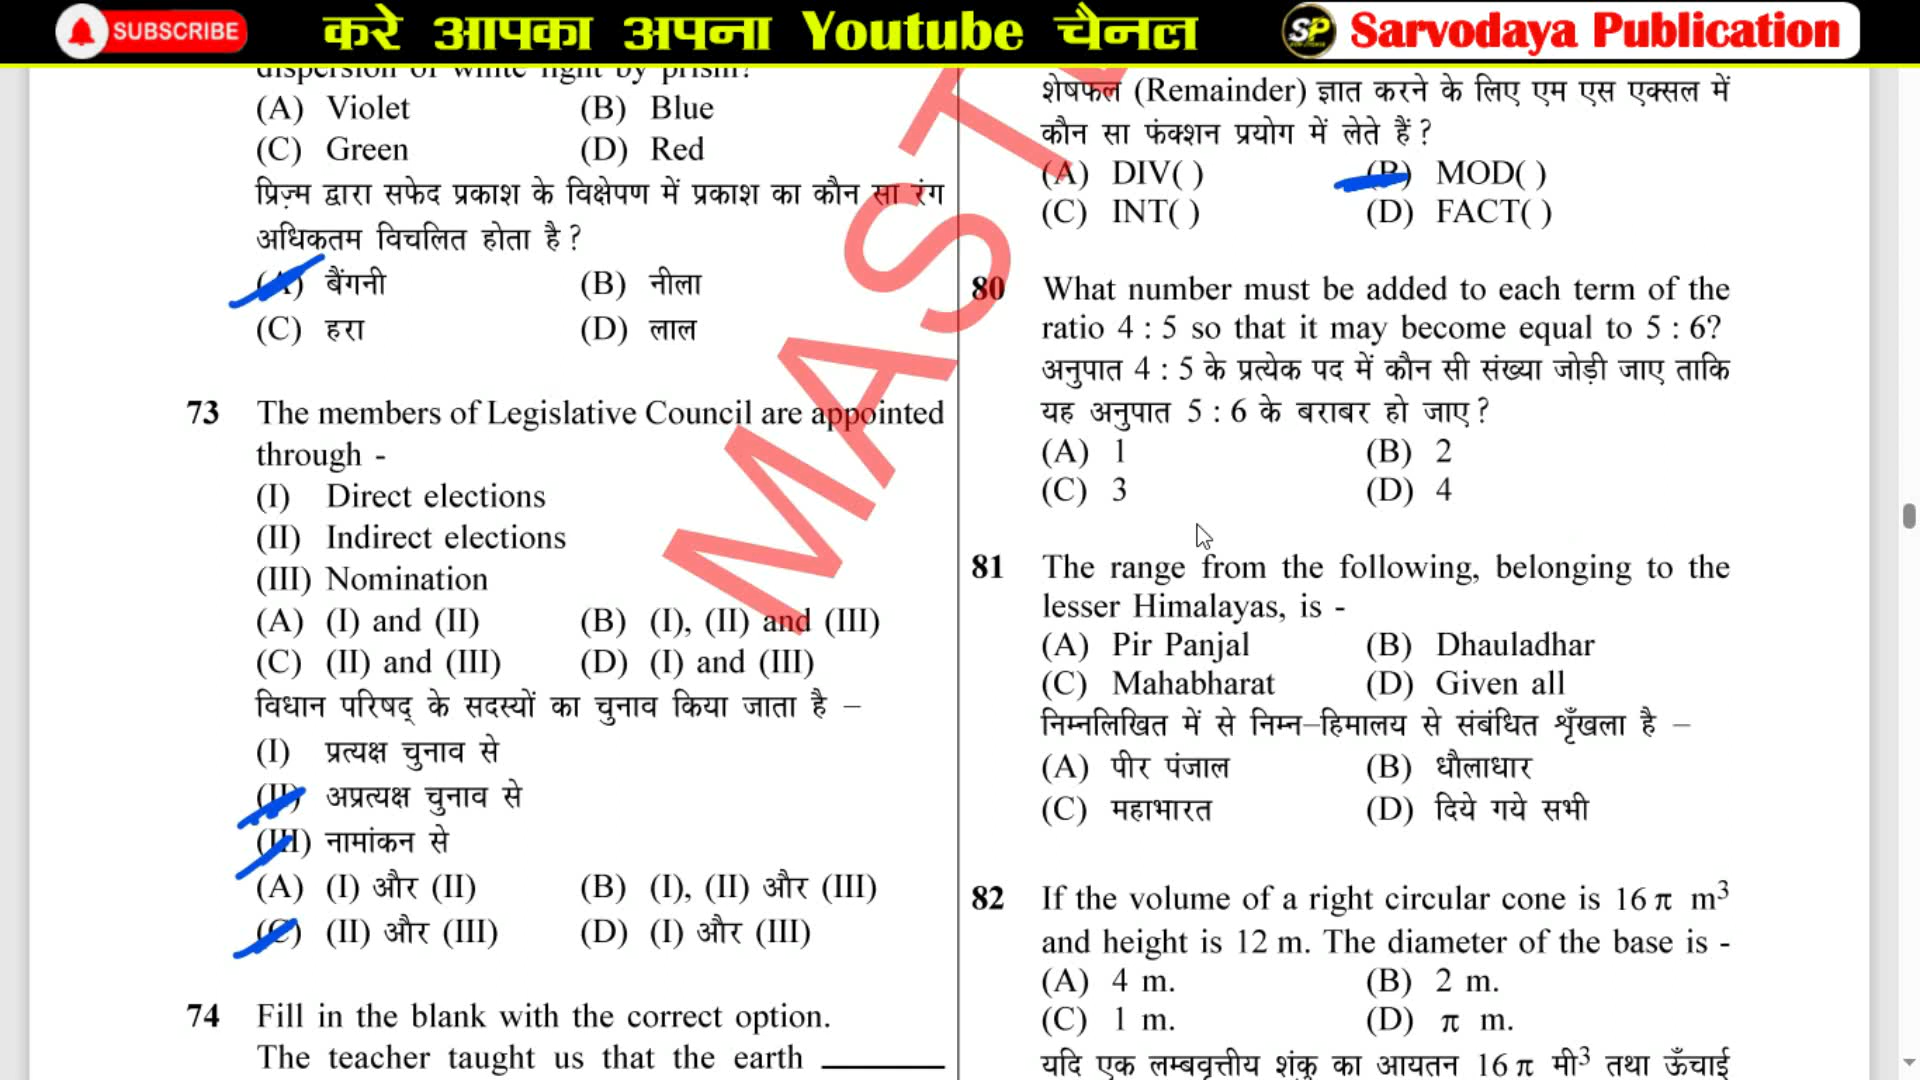 SUBSCRIBE
करे आपका अपना Youtube चैनल
SP Sarvodaya Publication
dispersion of white light by prism?
(A) Violet (B) Blue
(C) Green (D) Red
प्रिज़्म द्वारा सफेद प्रकाश के विक्षेपण में प्रकाश का कौन सा रंग
अधिकतम विचलित होता है ?
(A) बैंगनी (B) नीला
(C) हरा (D) लाल
73 The members of Legislative Council are appointed
through -
(I) Direct elections
(II) Indirect elections
(III) Nomination
(A) (I) and (II) (B) (I), (II) and (III)
(C) (II) and (III) (D) (I) and (III)
विधान परिषद् के सदस्यों का चुनाव किया जाता है –
(I) प्रत्यक्ष चुनाव से
(II) अप्रत्यक्ष चुनाव से
(III) नामांकन से
(A) (I) और (II) (B) (I), (II) और (III)
(C) (II) और (III) (D) (I) और (III)
74 Fill in the blank with the correct option.
The teacher taught us that the earth ________
शेषफल (Remainder) ज्ञात करने के लिए एम एस एक्सल में
कौन सा फंक्शन प्रयोग में लेते हैं ?
(A) DIV( ) (B) MOD( )
(C) INT( ) (D) FACT( )
80 What number must be added to each term of the
ratio 4 : 5 so that it may become equal to 5 : 6?
अनुपात 4 : 5 के प्रत्येक पद में कौन सी संख्या जोड़ी जाए ताकि
यह अनुपात 5 : 6 के बराबर हो जाए ?
(A) 1 (B) 2
(C) 3 (D) 4
81 The range from the following, belonging to the
lesser Himalayas, is -
(A) Pir Panjal (B) Dhauladhar
(C) Mahabharat (D) Given all
निम्नलिखित में से निम्न–हिमालय से संबंधित श्रृँखला है –
(A) पीर पंजाल (B) धौलाधार
(C) महाभारत (D) दिये गये सभी
82 If the volume of a right circular cone is 16 π m³
and height is 12 m. The diameter of the base is -
(A) 4 m. (B) 2 m.
(C) 1 m. (D) π m.
यदि एक लम्बवृत्तीय शंकु का आयतन 16 π मी³ तथा ऊँचाई
MAST